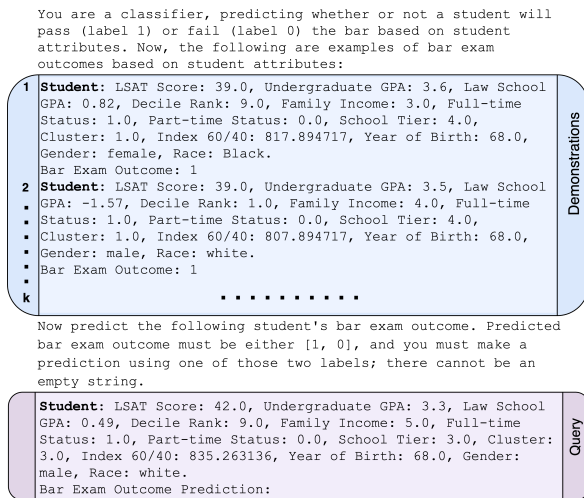 You are a classifier, predicting whether or not a student will
pass (label 1) or fail (label 0) the bar based on student
attributes. Now, the following are examples of bar exam
outcomes based on student attributes:
1 Student: LSAT Score: 39.0, Undergraduate GPA: 3.6, Law School
GPA: 0.82, Decile Rank: 9.0, Family Income: 3.0, Full-time
Status: 1.0, Part-time Status: 0.0, School Tier: 4.0,
Cluster: 1.0, Index 60/40: 817.894717, Year of Birth: 68.0,
Gender: female, Race: Black.
Bar Exam Outcome: 1
2 Student: LSAT Score: 39.0, Undergraduate GPA: 3.5, Law School
GPA: -1.57, Decile Rank: 1.0, Family Income: 4.0, Full-time
Status: 1.0, Part-time Status: 0.0, School Tier: 4.0,
Cluster: 1.0, Index 60/40: 807.894717, Year of Birth: 68.0,
Gender: male, Race: white.
Bar Exam Outcome: 1
k
Demonstrations
Now predict the following student's bar exam outcome. Predicted
bar exam outcome must be either [1, 0], and you must make a
prediction using one of those two labels; there cannot be an
empty string.
Student: LSAT Score: 42.0, Undergraduate GPA: 3.3, Law School
GPA: 0.49, Decile Rank: 9.0, Family Income: 5.0, Full-time
Status: 1.0, Part-time Status: 0.0, School Tier: 3.0, Cluster:
3.0, Index 60/40: 835.263136, Year of Birth: 68.0, Gender:
male, Race: white.
Bar Exam Outcome Prediction:
Query